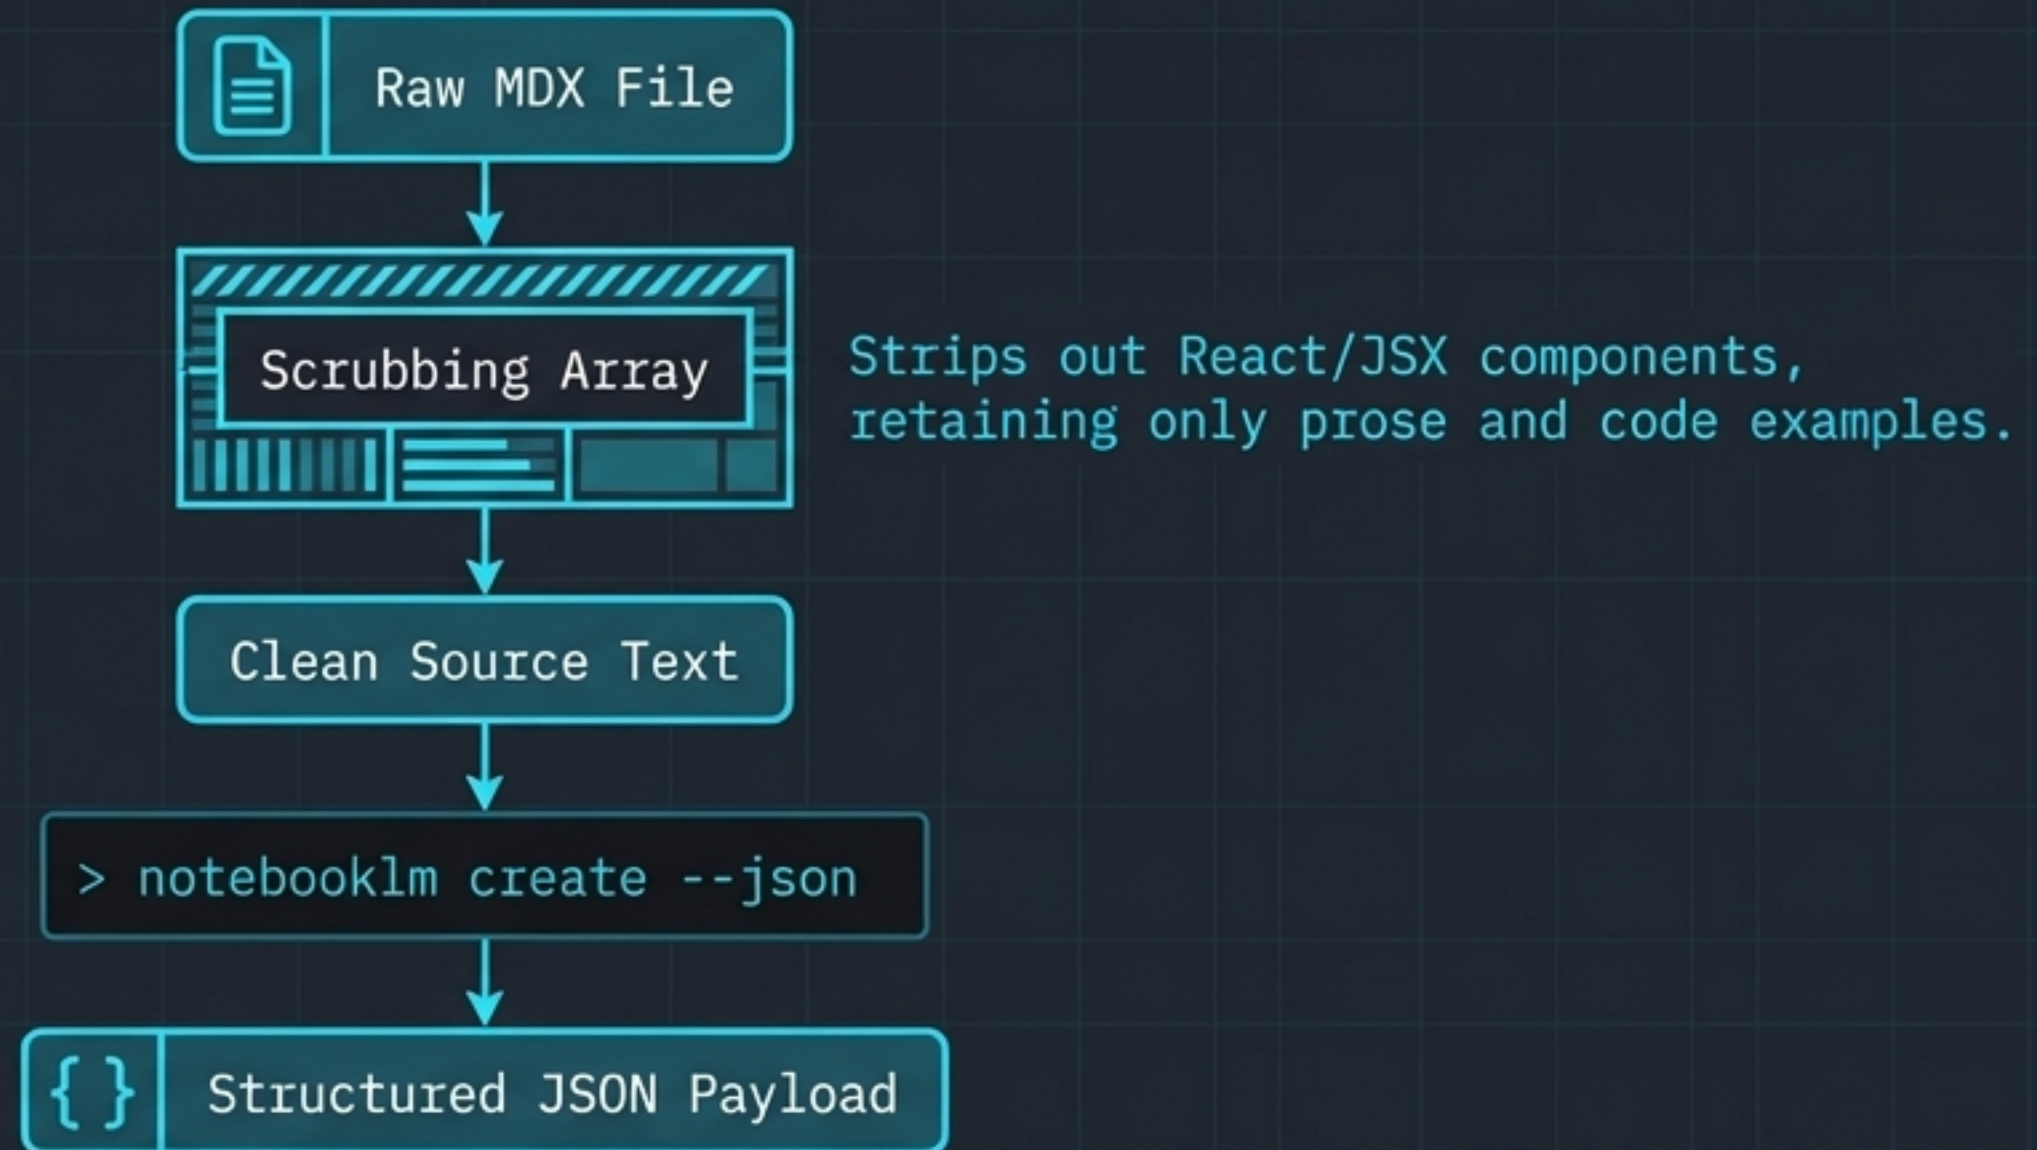 Raw MDX File
Scrubbing Array
Strips out React/JSX components,
retaining only prose and code examples.
Clean Source Text
> notebooklm create --json
{} Structured JSON Payload